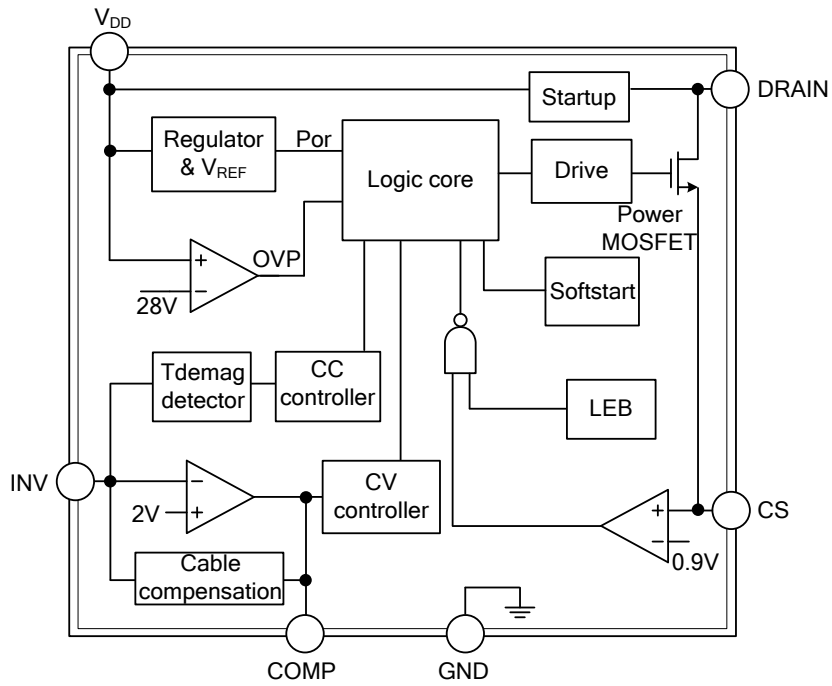 VDD
DRAIN
Startup
Regulator
& VREF
Por
Logic core
Drive
Power
MOSFET
+
OVP
−
28V
Softstart
Tdemag
detector
CC
controller
LEB
INV
−
2V
+
CV
controller
+
CS
−
0.9V
Cable
compensation
COMP
GND